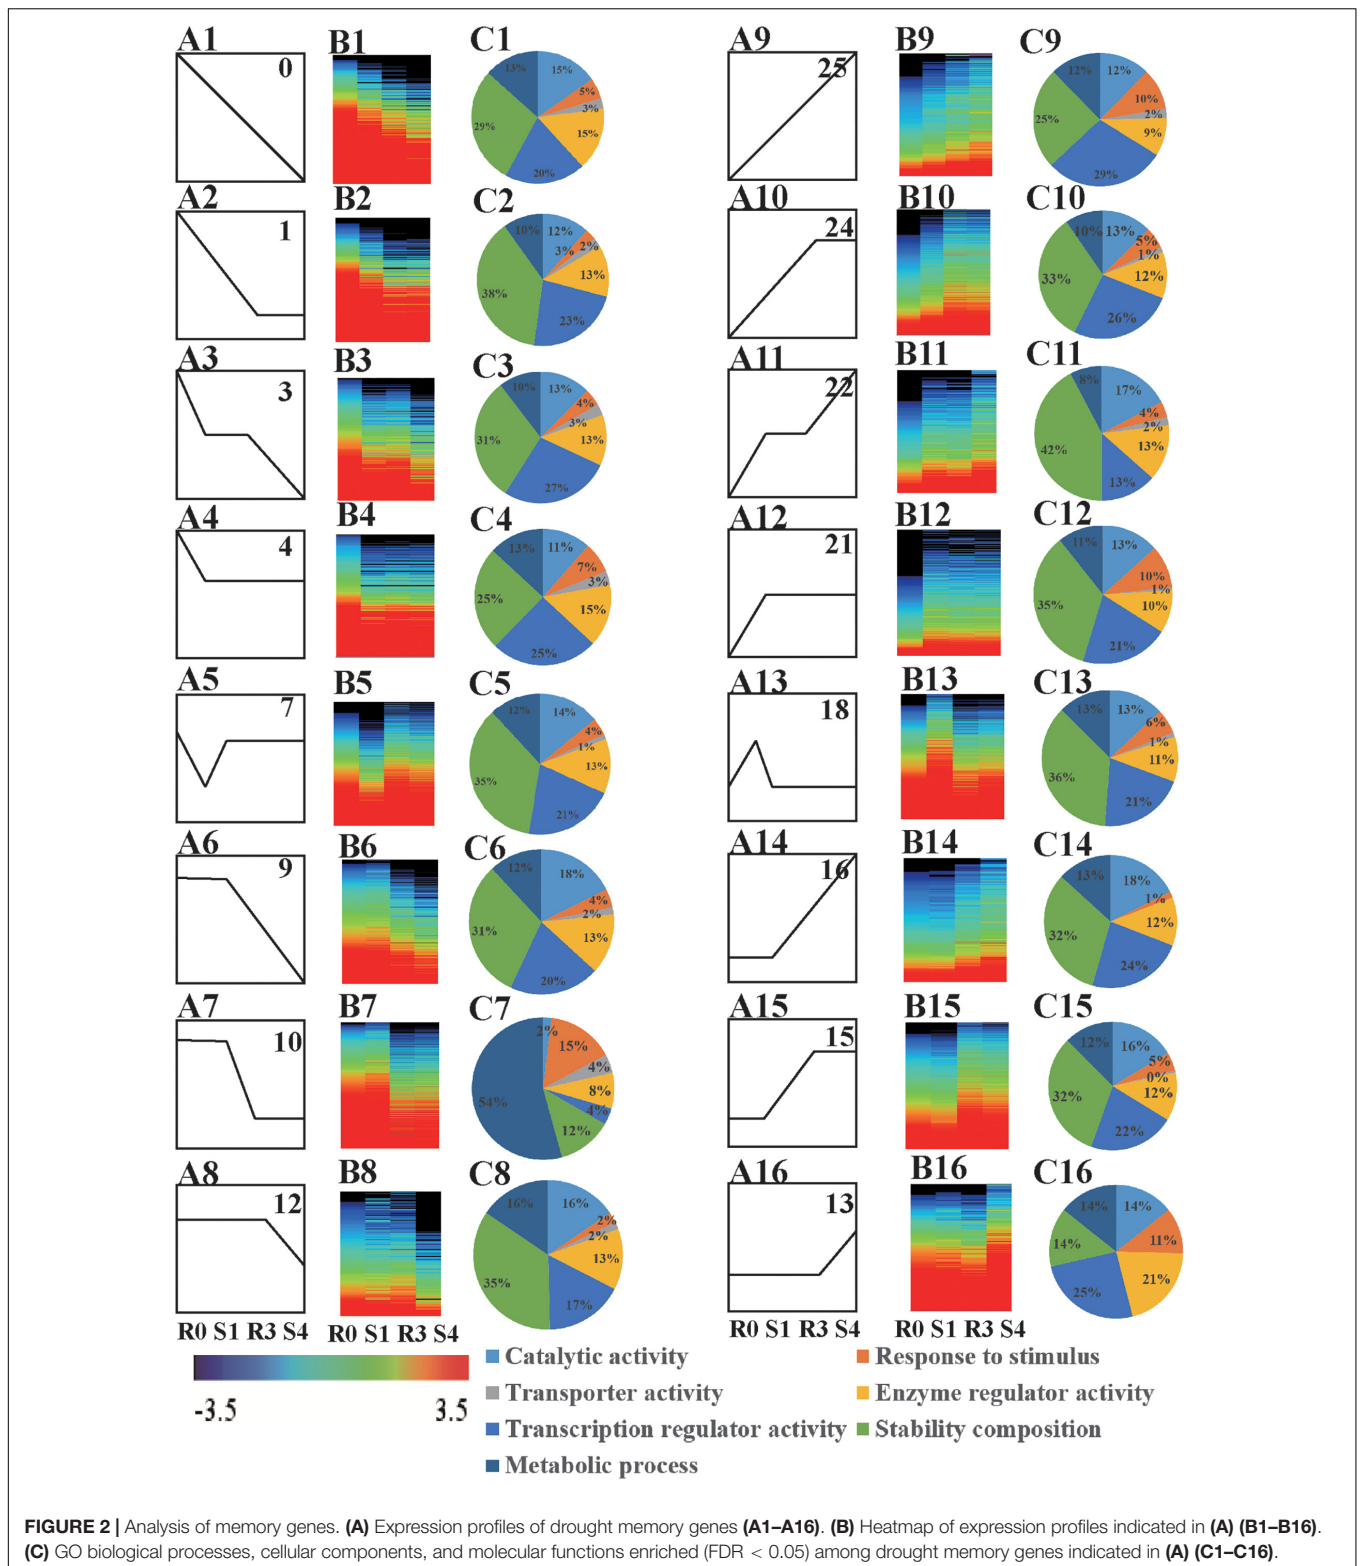 A1 B1 C1 A9 B9 C9
0 25
13% 15% 5% 3% 15% 20% 29%
12% 12% 10% 2% 9% 29% 25%
A2 B2 C2 A10 B10 C10
1 24
10% 12% 3% 2% 13% 23% 38%
10% 13% 5% 1% 12% 26% 33%
A3 B3 C3 A11 B11 C11
3 22
10% 13% 4% 3% 13% 27% 31%
8% 17% 4% 2% 13% 13% 42%
A4 B4 C4 A12 B12 C12
4 21
13% 11% 7% 3% 15% 25% 25%
11% 13% 10% 1% 10% 21% 35%
A5 B5 C5 A13 B13 C13
7 18
12% 14% 4% 1% 13% 21% 35%
13% 13% 6% 1% 11% 21% 36%
A6 B6 C6 A14 B14 C14
9 16
12% 18% 4% 2% 13% 20% 31%
13% 18% 1% 12% 24% 32%
A7 B7 C7 A15 B15 C15
10 15
2% 15% 4% 8% 4% 12% 54%
12% 16% 5% 0% 12% 22% 32%
A8 B8 C8 A16 B16 C16
12 13
16% 16% 2% 2% 13% 17% 35%
14% 14% 11% 21% 25% 14%
R0 S1 R3 S4 R0 S1 R3 S4 R0 S1 R3 S4 R0 S1 R3 S4
-3.5 3.5
Catalytic activity Response to stimulus
Transporter activity Enzyme regulator activity
Transcription regulator activity Stability composition
Metabolic process
FIGURE 2 | Analysis of memory genes. (A) Expression profiles of drought memory genes (A1–A16). (B) Heatmap of expression profiles indicated in (A) (B1–B16).
(C) GO biological processes, cellular components, and molecular functions enriched (FDR < 0.05) among drought memory genes indicated in (A) (C1–C16).